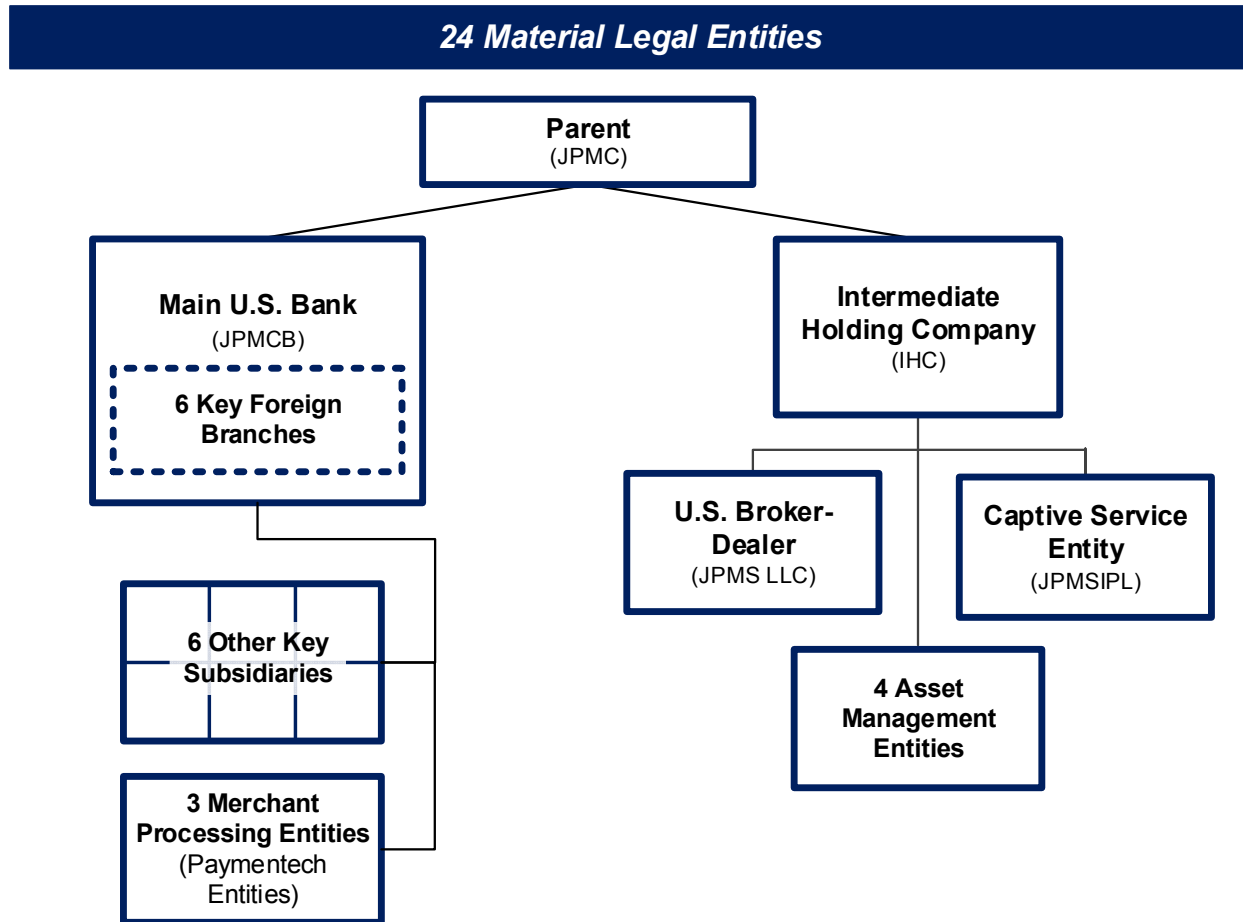 24 Material Legal Entities
Parent
(JPMC)
Main U.S. Bank
(JPMCB)
6 Key Foreign
Branches
6 Other Key
Subsidiaries
3 Merchant
Processing Entities
(Paymentech
Entities)
Intermediate
Holding Company
(IHC)
U.S. Broker-
Dealer
(JPMS LLC)
Captive Service
Entity
(JPMSIPL)
4 Asset
Management
Entities